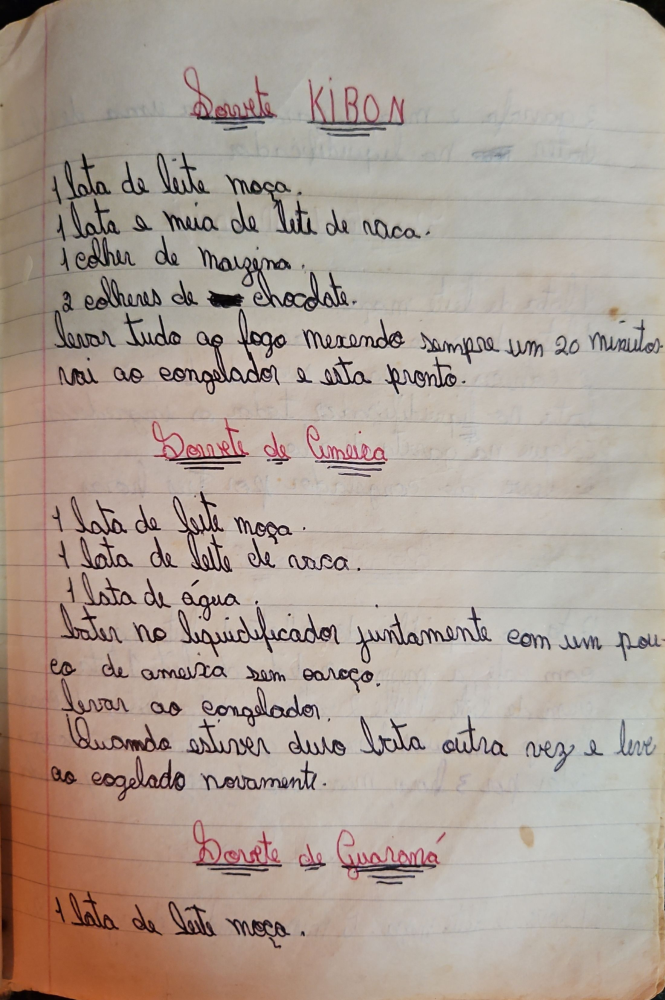 Sorvete KIBON
1 lata de leite moça.
1 lata e meia de lete de vaca.
1 colher de maizena.
2 colheres de chocolate.
levar tudo ao fogo mexendo sempre um 20 minutos
vai ao congelador e esta pronto.
Sorvete de Ameixa
1 lata de leite moça.
1 lata de leite de vaca.
1 lata de água.
bater no liquidificador juntamente com um pou-
co de ameixa sem caroço.
levar ao congelador.
Quando estiver duro bata outra vez e leve
ao cogelado novamente.
Sorvete de Guaraná
1 lata de leite moça.